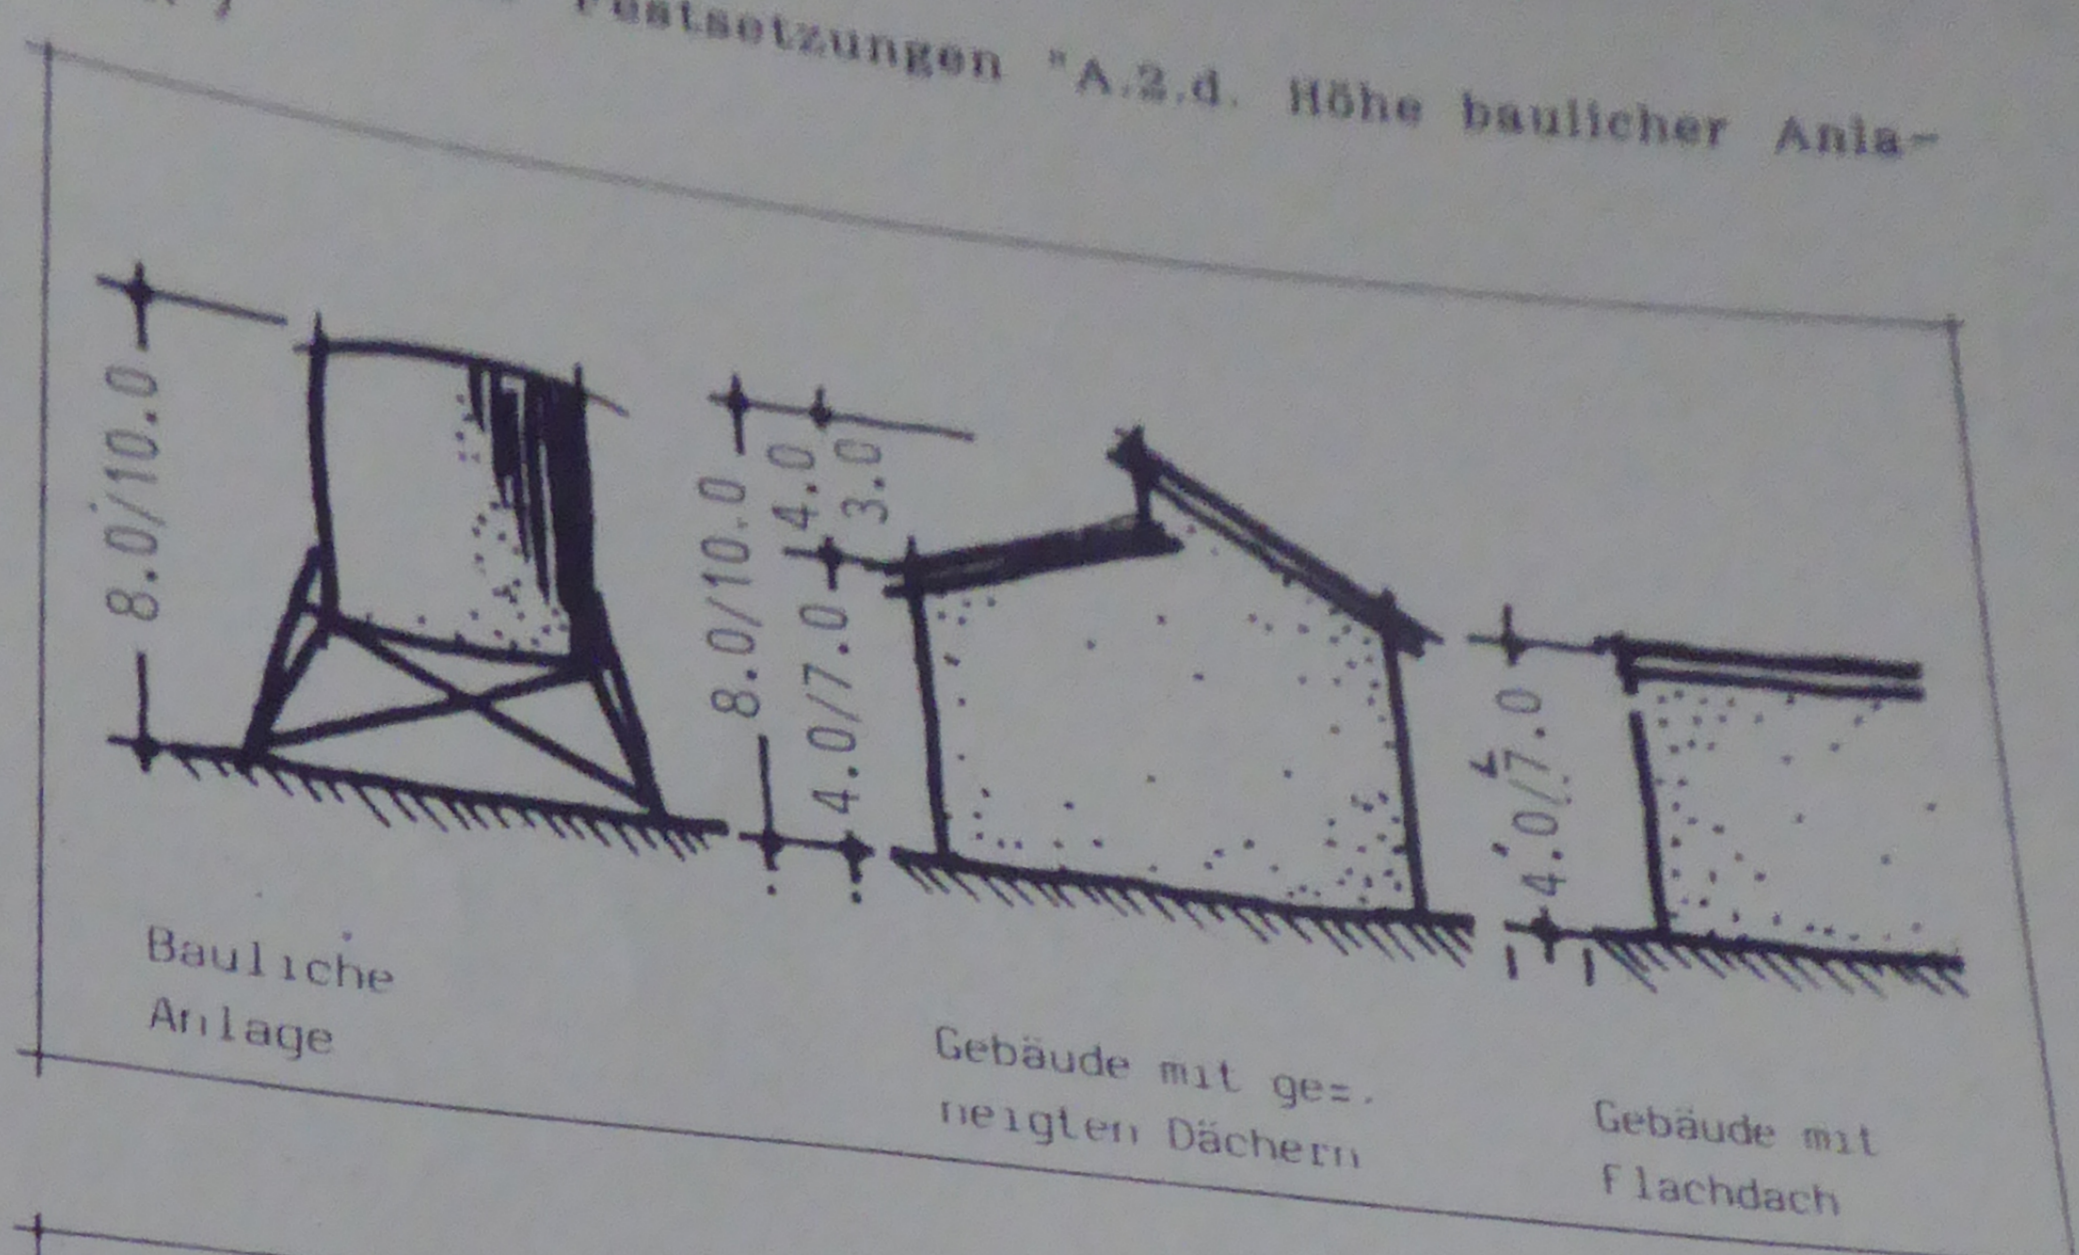 Festsetzungen "A.2.d. Höhe baulicher Anla-
8.0/10.0
8.0/10.0
4.0
3.0
4.0/7.0
4.0/7.0
Bauliche
Anlage
Gebäude mit ge=
neigten Dächern
Gebäude mit
Flachdach